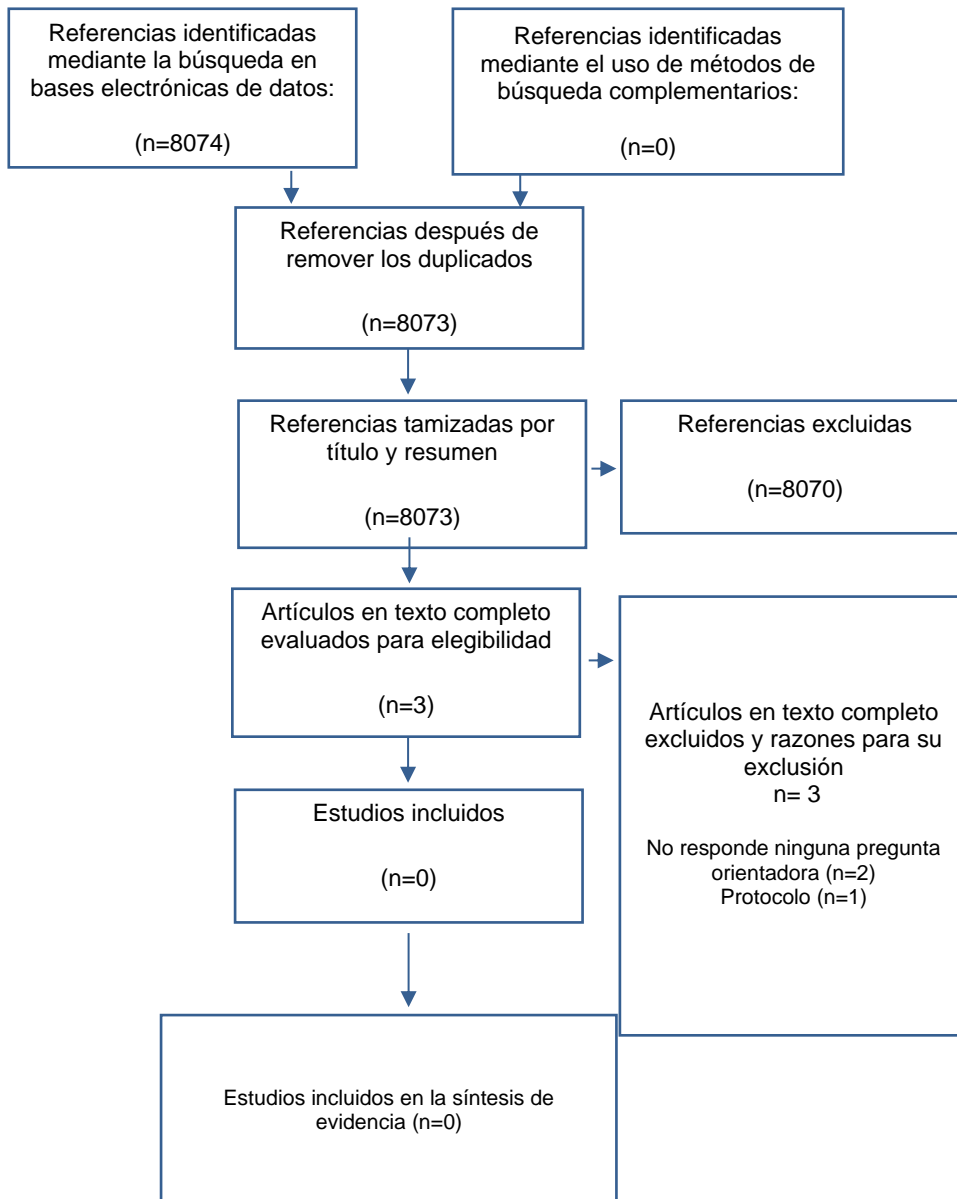 Referencias identificadas
mediante la búsqueda en
bases electrónicas de datos:
(n=8074)
Referencias identificadas
mediante el uso de métodos de
búsqueda complementarios:
(n=0)
Referencias después de
remover los duplicados
(n=8073)
Referencias tamizadas por
título y resumen
(n=8073)
Referencias excluidas
(n=8070)
Artículos en texto completo
evaluados para elegibilidad
(n=3)
Artículos en texto completo
excluidos y razones para su
exclusión
n= 3
No responde ninguna pregunta
orientadora (n=2)
Protocolo (n=1)
Estudios incluidos
(n=0)
Estudios incluidos en la síntesis de
evidencia (n=0)